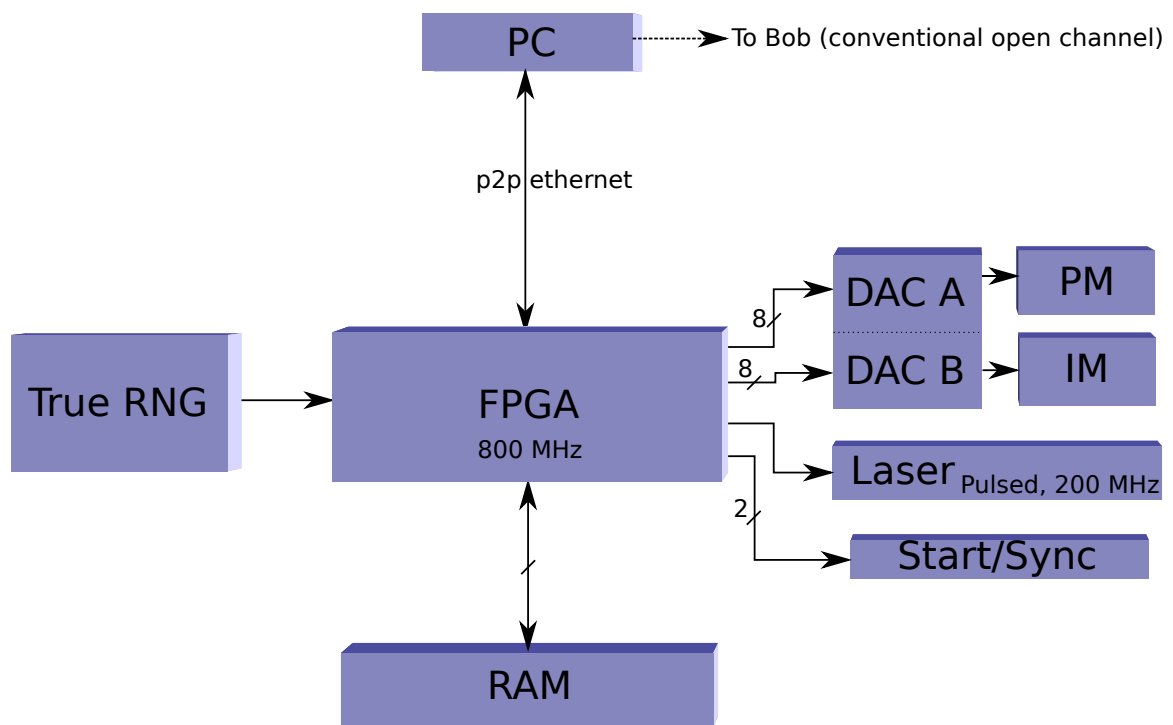 PC
To Bob (conventional open channel)
p2p ethernet
True RNG
FPGA
800 MHz
8
8
2
DAC A
DAC B
PM
IM
Laser Pulsed, 200 MHz
Start/Sync
RAM